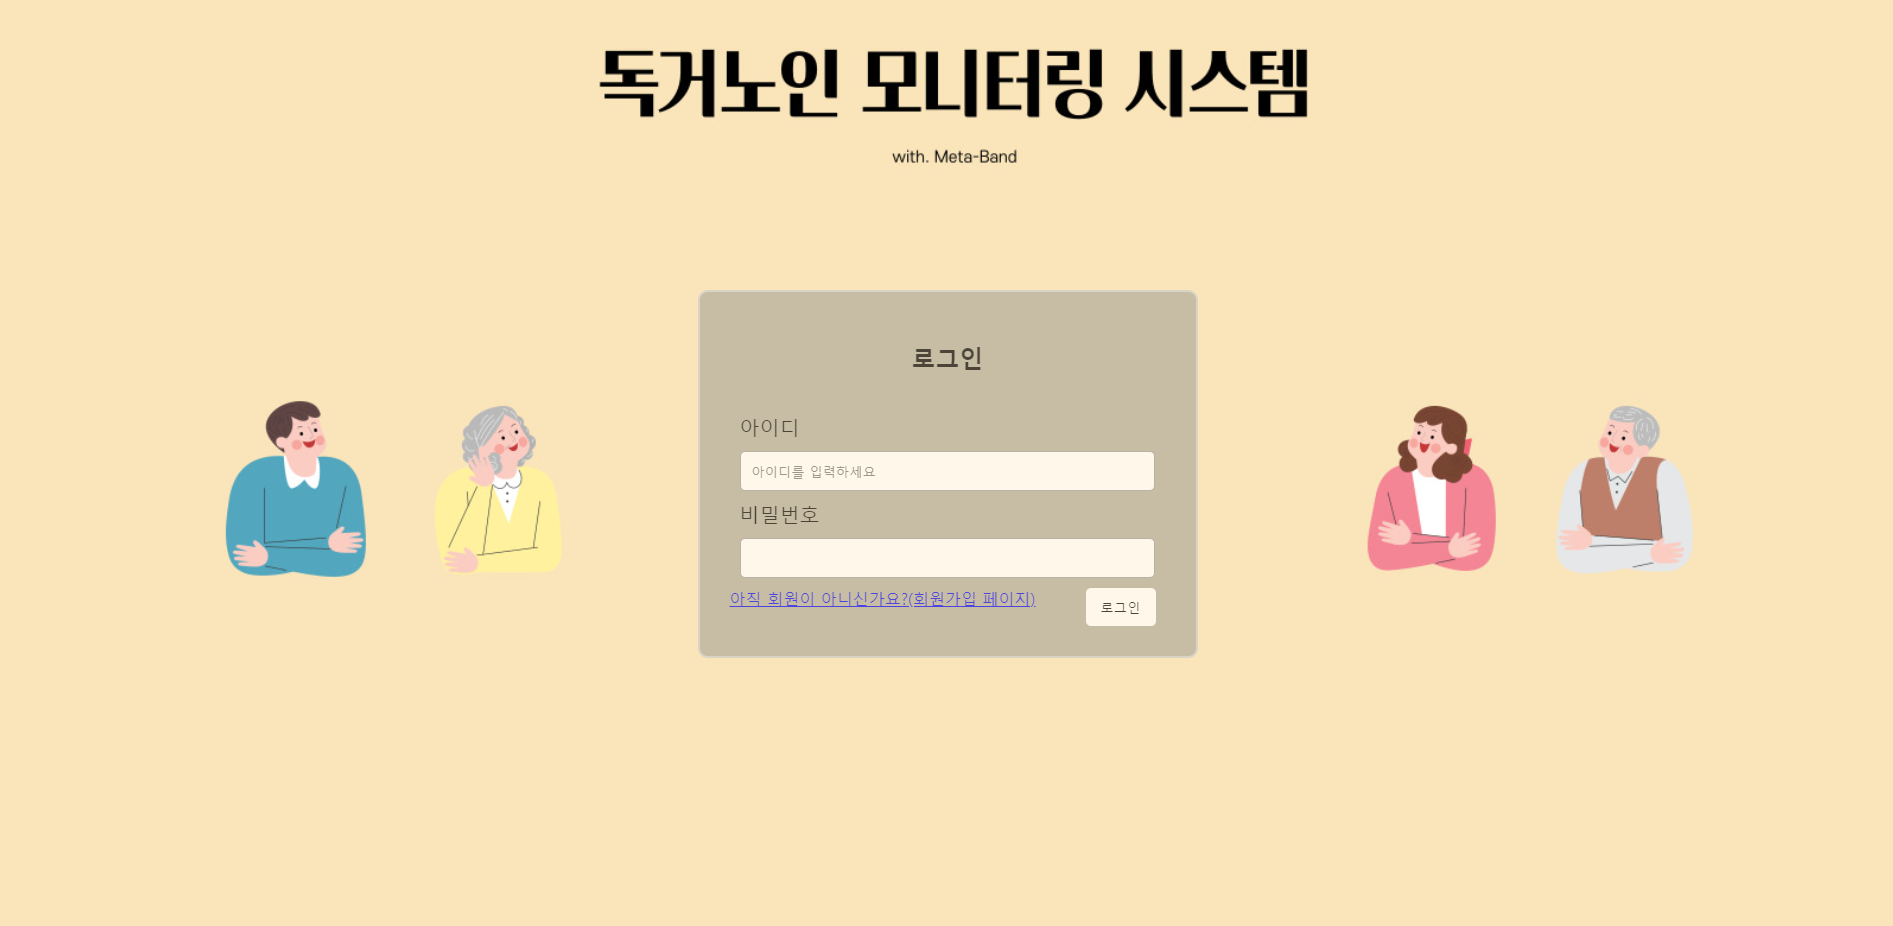 독거노인 모니터링 시스템
with. Meta-Band
로그인
아이디
아이디를 입력하세요
비밀번호
아직 회원이 아니신가요?(회원가입 페이지)
로그인